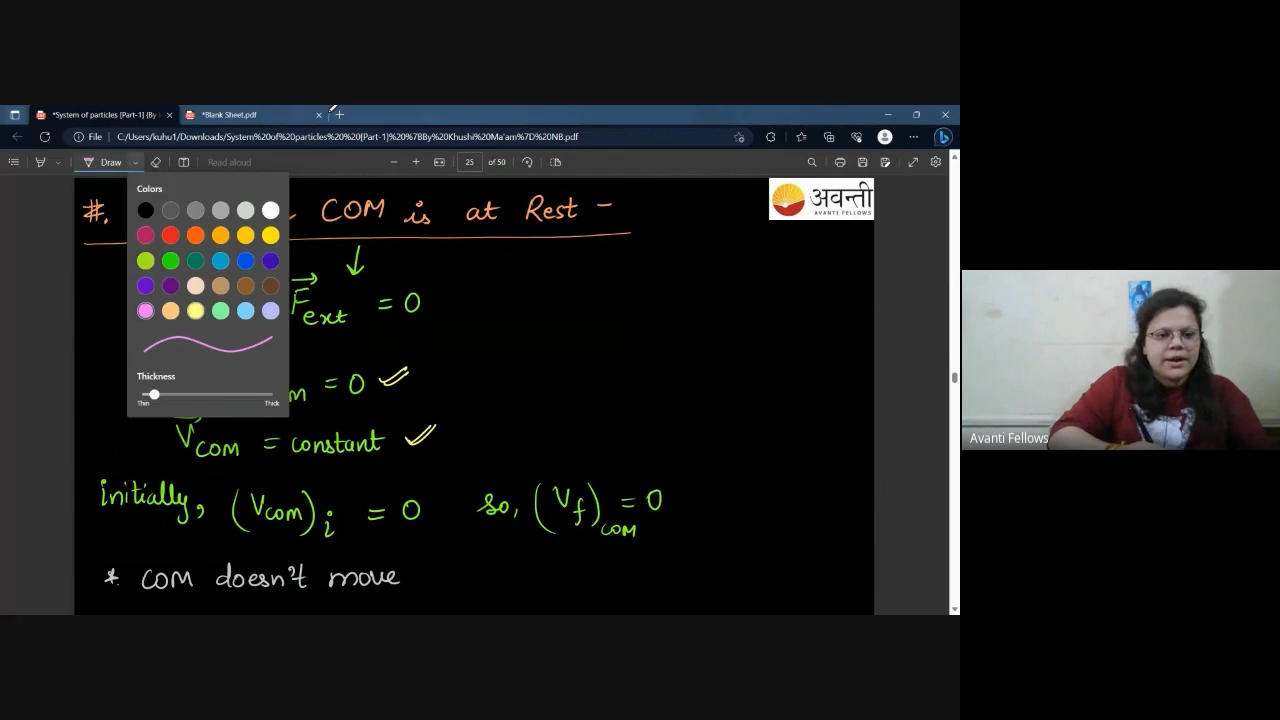 *System of particles [Part-1] {By
*Blank Sheet.pdf
File C:/Users/kuhu1/Downloads/System%20of%20particles%20%20[Part-1]%20%7BBy%20Khushi%20Ma'am%7D%20NB.pdf
Draw Read aloud 25 of 50
Colors
Thickness
Thin Thick
#. COM is at Rest -
अवन्ती
AVANTI FELLOWS
F ext = 0
m = 0
V COM = constant
initially, (Vcom)i = 0 so, (Vf)COM = 0
* COM doesn't move
Avanti Fellows